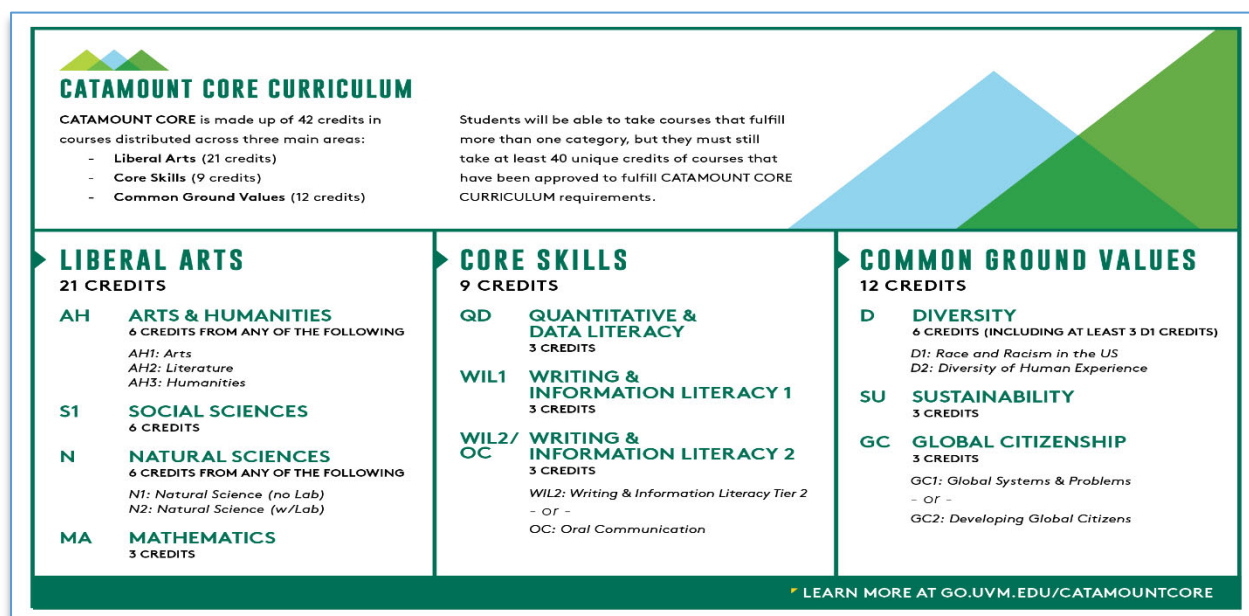 CATAMOUNT CORE CURRICULUM
CATAMOUNT CORE is made up of 42 credits in
courses distributed across three main areas:
- Liberal Arts (21 credits)
- Core Skills (9 credits)
- Common Ground Values (12 credits)
Students will be able to take courses that fulfill
more than one category, but they must still
take at least 40 unique credits of courses that
have been approved to fulfill CATAMOUNT CORE
CURRICULUM requirements.
LIBERAL ARTS
21 CREDITS
AH ARTS & HUMANITIES
6 CREDITS FROM ANY OF THE FOLLOWING
AH1: Arts
AH2: Literature
AH3: Humanities
S1 SOCIAL SCIENCES
6 CREDITS
N NATURAL SCIENCES
6 CREDITS FROM ANY OF THE FOLLOWING
N1: Natural Science (no Lab)
N2: Natural Science (w/Lab)
MA MATHEMATICS
3 CREDITS
CORE SKILLS
9 CREDITS
QD QUANTITATIVE &
DATA LITERACY
3 CREDITS
WIL1 WRITING &
INFORMATION LITERACY 1
3 CREDITS
WIL2/ WRITING &
OC INFORMATION LITERACY 2
3 CREDITS
WIL2: Writing & Information Literacy Tier 2
- or -
OC: Oral Communication
COMMON GROUND VALUES
12 CREDITS
D DIVERSITY
6 CREDITS (INCLUDING AT LEAST 3 D1 CREDITS)
D1: Race and Racism in the US
D2: Diversity of Human Experience
SU SUSTAINABILITY
3 CREDITS
GC GLOBAL CITIZENSHIP
3 CREDITS
GC1: Global Systems & Problems
- or -
GC2: Developing Global Citizens
LEARN MORE AT GO.UVM.EDU/CATAMOUNTCORE